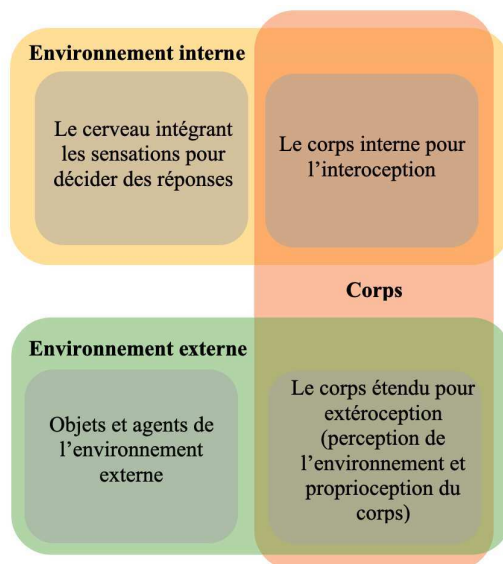 Environnement interne
Le cerveau intégrant
les sensations pour
décider des réponses
Le corps interne pour
l’interoception
Corps
Environnement externe
Objets et agents de
l’environnement
externe
Le corps étendu pour
extéroception
(perception de
l’environnement et
proprioception du
corps)